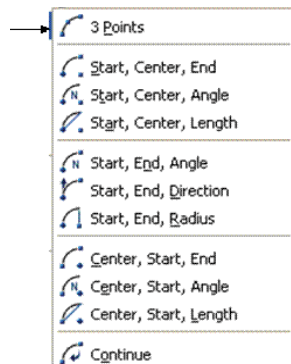 3 Points
Start, Center, End
Start, Center, Angle
Start, Center, Length
Start, End, Angle
Start, End, Direction
Start, End, Radius
Center, Start, End
Center, Start, Angle
Center, Start, Length
Continue